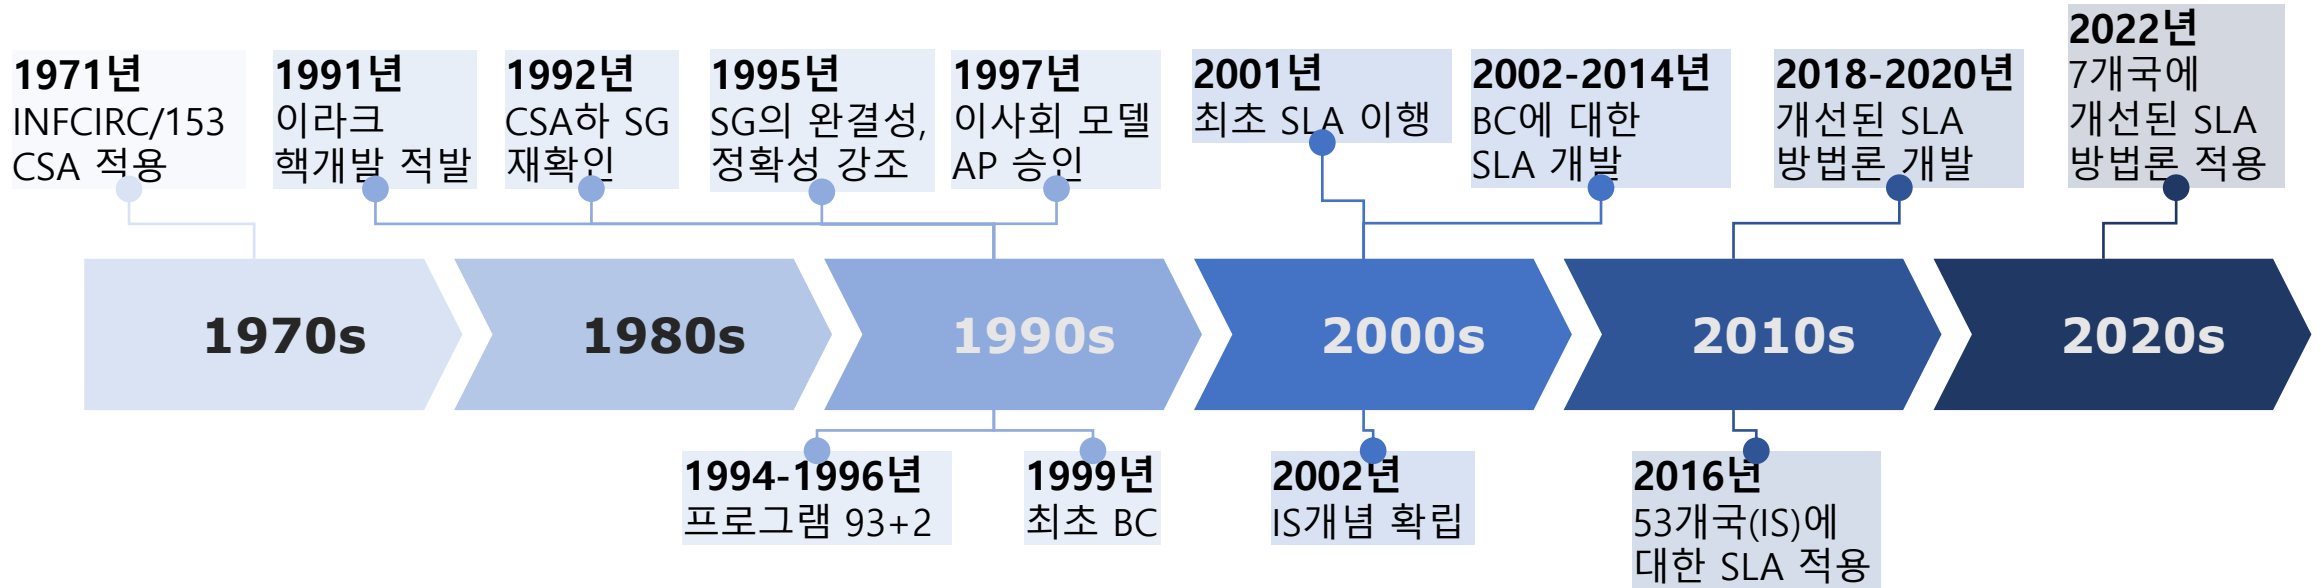 1971년
INFCIRC/153
CSA 적용
1991년
이라크
핵개발 적발
1992년
CSA하 SG
재확인
1995년
SG의 완결성,
정확성 강조
1997년
이사회 모델
AP 승인
2001년
최초 SLA 이행
2002-2014년
BC에 대한
SLA 개발
2018-2020년
개선된 SLA
방법론 개발
2022년
7개국에
개선된 SLA
방법론 적용
1970s
1980s
1990s
2000s
2010s
2020s
1994-1996년
프로그램 93+2
1999년
최초 BC
2002년
IS개념 확립
2016년
53개국(IS)에
대한 SLA 적용